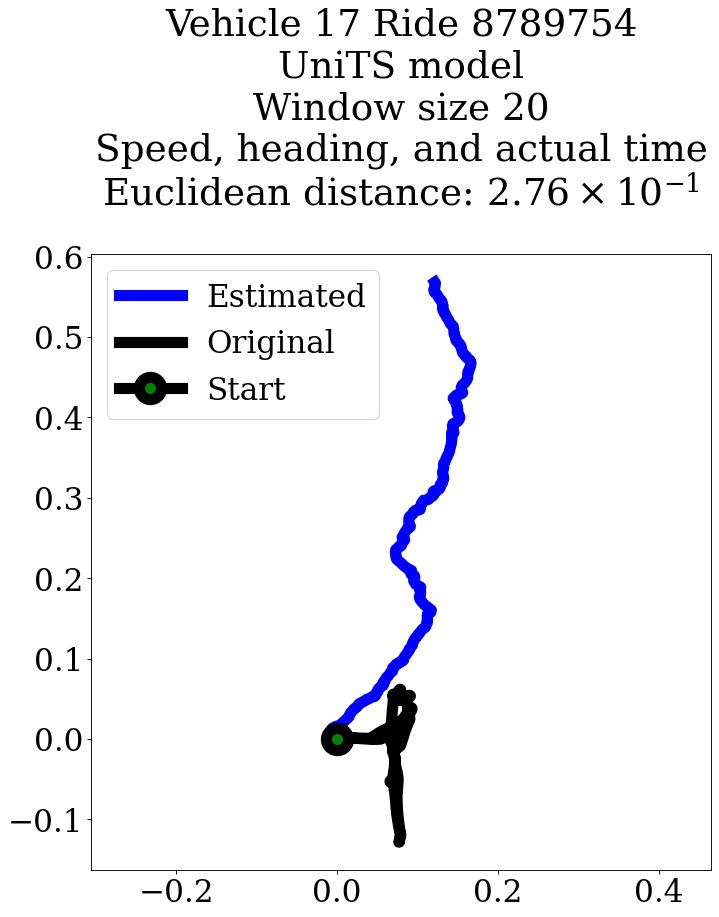 Vehicle 17 Ride 8789754
UniTS model
Window size 20
Speed, heading, and actual time
Euclidean distance: 2.76 × 10⁻¹
0.6
0.5
0.4
0.3
0.2
0.1
0.0
−0.1
Estimated
Original
Start
−0.2
0.0
0.2
0.4